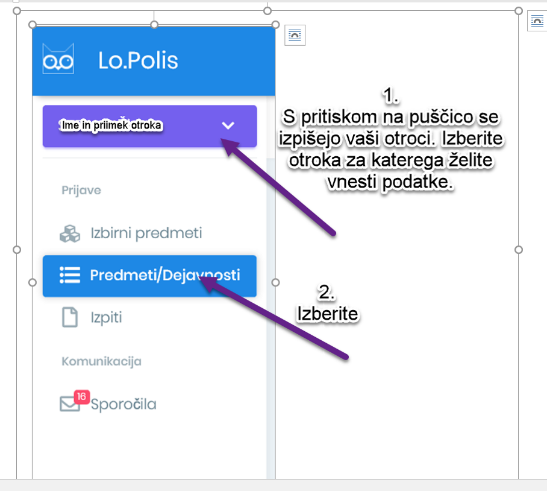 Lo.Polis
Ime in priimek otroka
1.
S pritiskom na puščico se
izpišejo vaši otroci. Izberite
otroka za katerega želite
vnesti podatke.
Prijave
Izbirni predmeti
Predmeti/Dejavnosti
2.
Izberite
Izpiti
Komunikacija
16
Sporočila